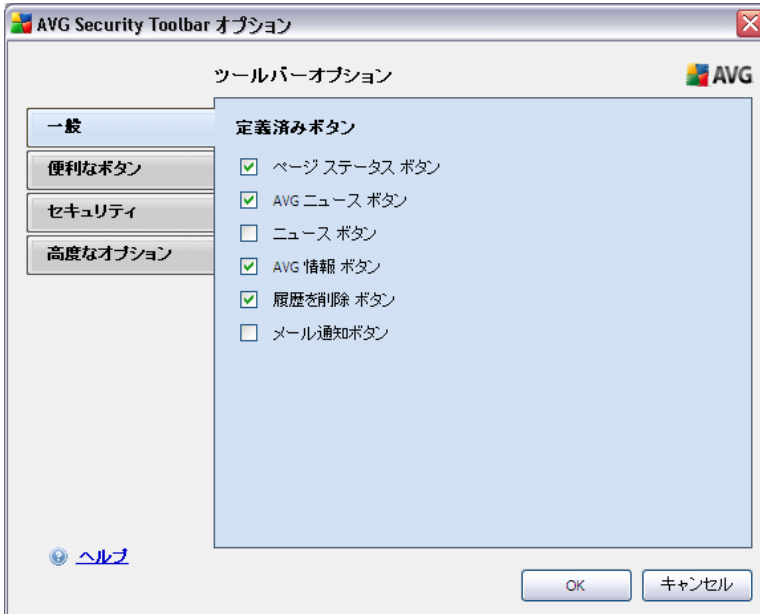 AVG Security Toolbar オプション
ツールバーオプション
AVG
一般
便利なボタン
セキュリティ
高度なオプション
定義済みボタン
ページ ステータス ボタン
AVG ニュース ボタン
ニュース ボタン
AVG 情報 ボタン
履歴を削除 ボタン
メール通知ボタン
ヘルプ
OK
キャンセル